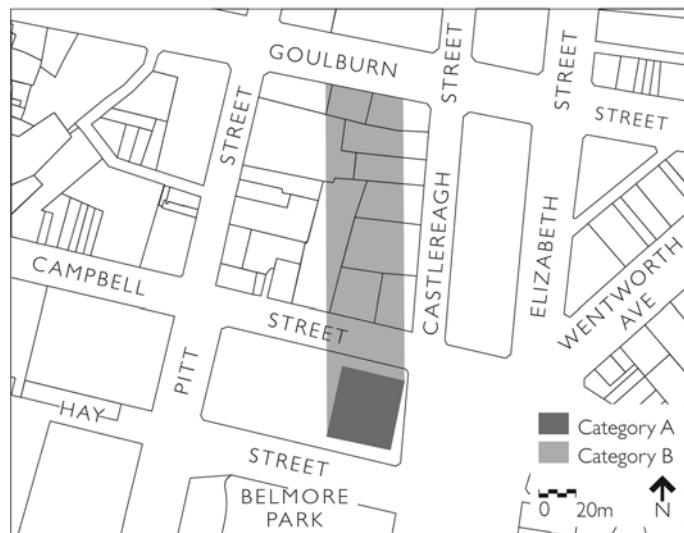 GOULBURN
STREET
STREET
STREET
STREET
CASTLEREAGH
ELIZABETH
WENTWORTH
AVE
CAMPBELL
STREET
PITT
HAY
STREET
BELMORE
PARK
Category A
Category B
0 20m N